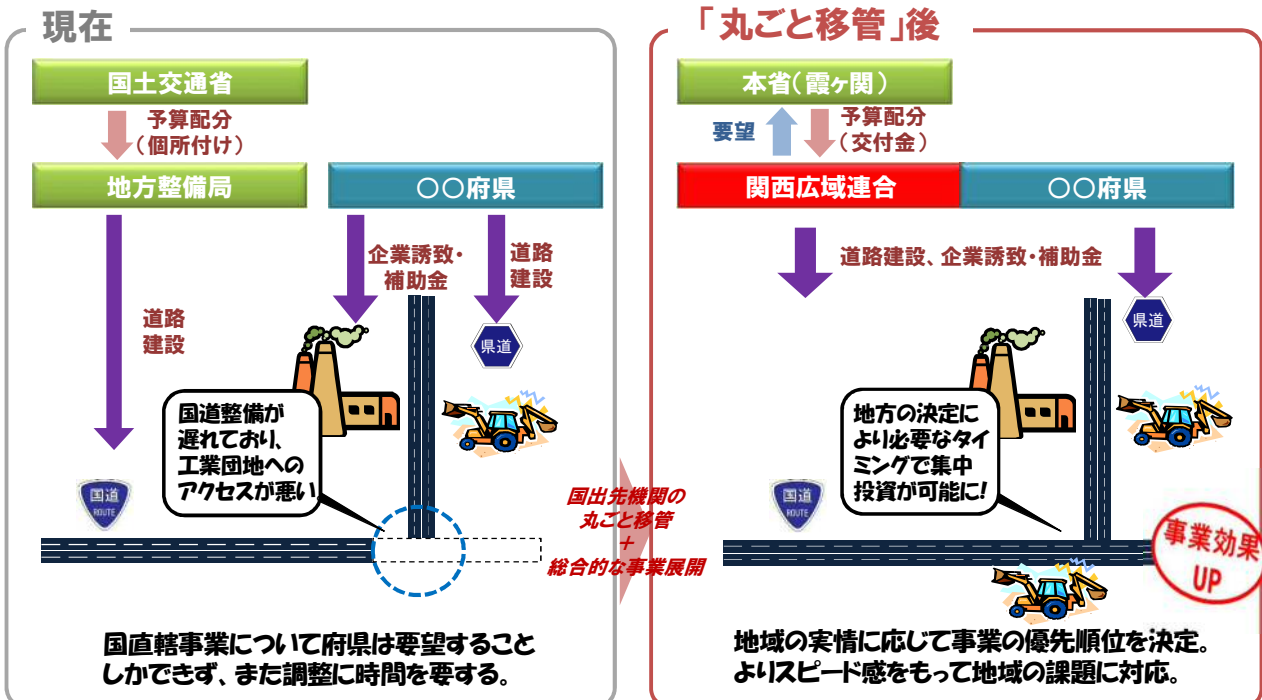 現在
国土交通省
予算配分
(個所付け)
地方整備局
〇〇府県
企業誘致・
補助金
道路
建設
道路
建設
県道
国道整備が
遅れており、
工業団地への
アクセスが悪い
国道
ROUTE
国直轄事業について府県は要望すること
しかできず、また調整に時間を要する。
国出先機関の
丸ごと移管
+
総合的な事業展開
「丸ごと移管」後
本省(霞ヶ関)
要望
予算配分
(交付金)
関西広域連合
〇〇府県
道路建設、企業誘致・補助金
県道
地方の決定に
より必要なタイ
ミングで集中
投資が可能に!
国道
ROUTE
事業効果
UP
地域の実情に応じて事業の優先順位を決定。
よりスピード感をもって地域の課題に対応。